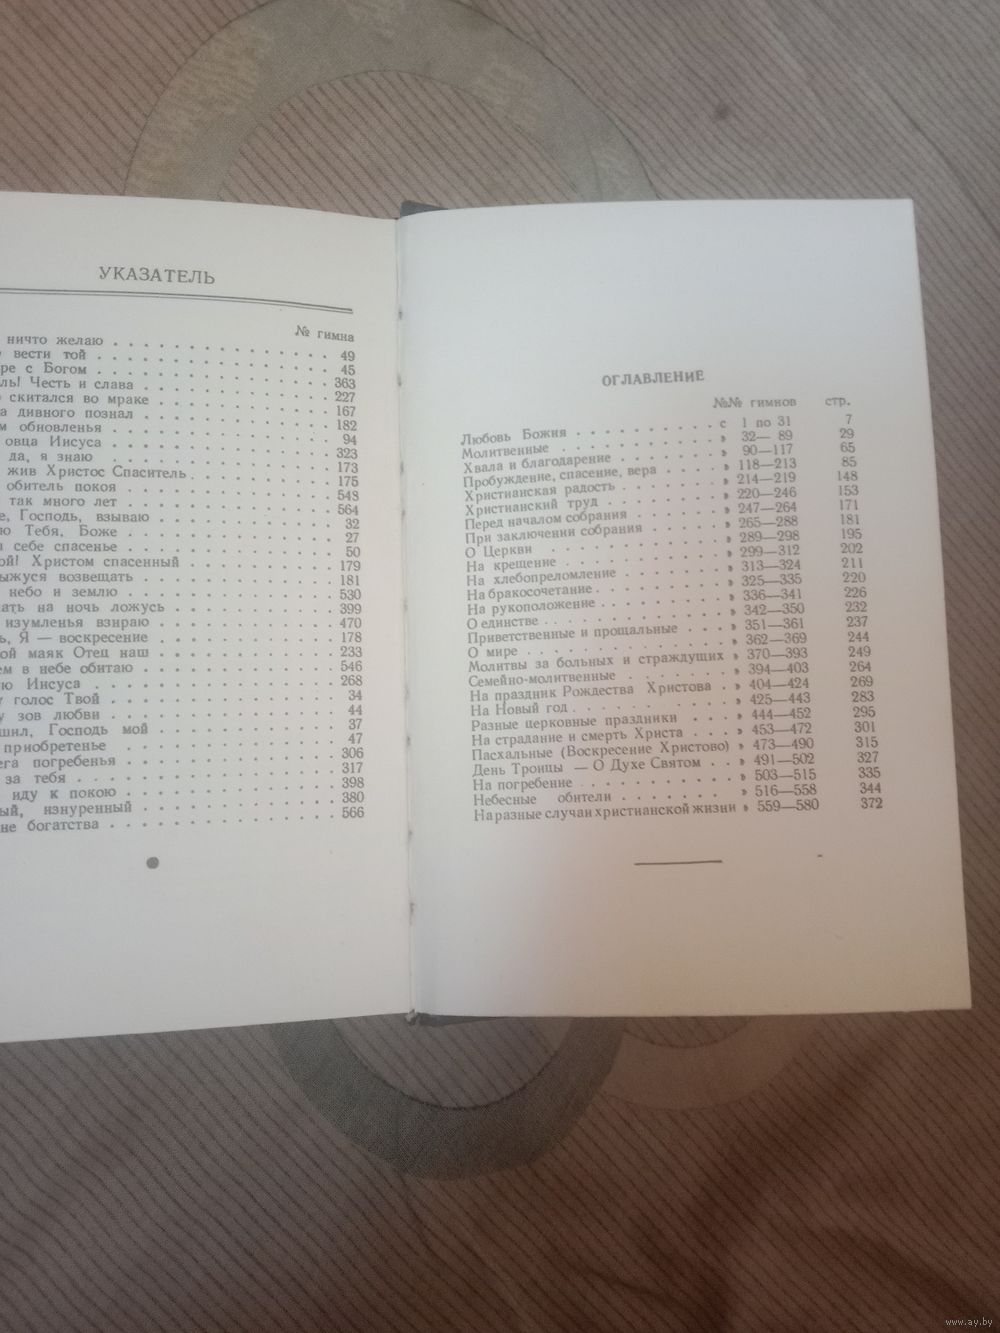 УКАЗАТЕЛЬ
№ гимна
ничто желаю 49
вести той 45
ре с Богом 363
ль! Честь и слава 227
скитался во мраке 167
а дивного познал 182
м обновленья 94
овца Иисуса 323
да, я знаю 173
жив Христос Спаситель 175
обитель покоя 548
так много лет 564
е, Господь, взываю 32
ю Тебя, Боже 27
себе спасенье 50
ой! Христом спасенный 179
ыжуся возвещать 181
небо и землю 530
ать на ночь ложусь 399
изумленья взираю 470
ь, Я — воскресение 178
ой маяк Отец наш 233
ем в небе обитаю 546
ю Иисуса 268
у голос Твой 34
у зов любви 44
шил, Господь мой 37
приобретенье 47
ега погребенья 306
за тебя 317
иду к покою 398
ый, изнуренный 380
не богатства 566
ОГЛАВЛЕНИЕ
№№ гимнов стр.
Любовь Божия с 1 по 31 7
Молитвенные » 32— 89 29
Хвала и благодарение » 90—117 65
Пробуждение, спасение, вера » 118—213 85
Христианская радость » 214—219 148
Христианский труд » 220—246 153
Перед началом собрания » 247—264 171
При заключении собрания » 265—288 181
О Церкви » 289—298 195
На крещение » 299—312 202
На хлебопреломление » 313—324 211
На бракосочетание » 325—335 220
На рукоположение » 336—341 226
О единстве » 342—350 232
Приветственные и прощальные » 351—361 237
О мире » 362—369 244
Молитвы за больных и страждущих » 370—393 249
Семейно-молитвенные » 394—403 264
На праздник Рождества Христова » 404—424 269
На Новый год » 425—443 283
Разные церковные праздники » 444—452 295
На страдание и смерть Христа » 453—472 301
Пасхальные (Воскресение Христово) » 473—490 315
День Троицы — О Духе Святом » 491—502 327
На погребение » 503—515 335
Небесные обители » 516—558 344
На разные случаи христианской жизни » 559—580 372
www.ay.by